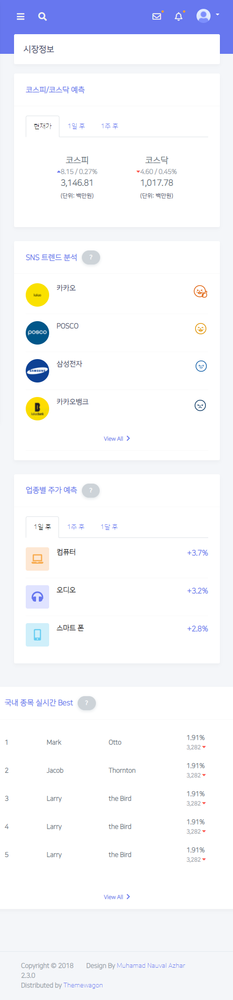 시장정보
코스피/코스닥 예측
현재가 1일 후 1주 후
코스피 코스닥
8.15 / 0.27% 4.60 / 0.45%
3,146.81 1,017.78
(단위: 백만원) (단위: 백만원)
SNS 트렌드 분석 ?
kakao 카카오
posco POSCO
SAMSUNG 삼성전자
kakaobank 카카오뱅크
View All
업종별 주가 예측 ?
1일 후 1주 후 1달 후
컴퓨터 +3.7%
오디오 +3.2%
스마트 폰 +2.8%
국내 종목 실시간 Best ?
1 Mark Otto 1.91%
3,282
2 Jacob Thornton 1.91%
3,282
3 Larry the Bird 1.91%
3,282
4 Larry the Bird 1.91%
3,282
5 Larry the Bird 1.91%
3,282
View All
Copyright © 2018 Design By Muhamad Nauval Azhar
2.3.0
Distributed by Themewagon